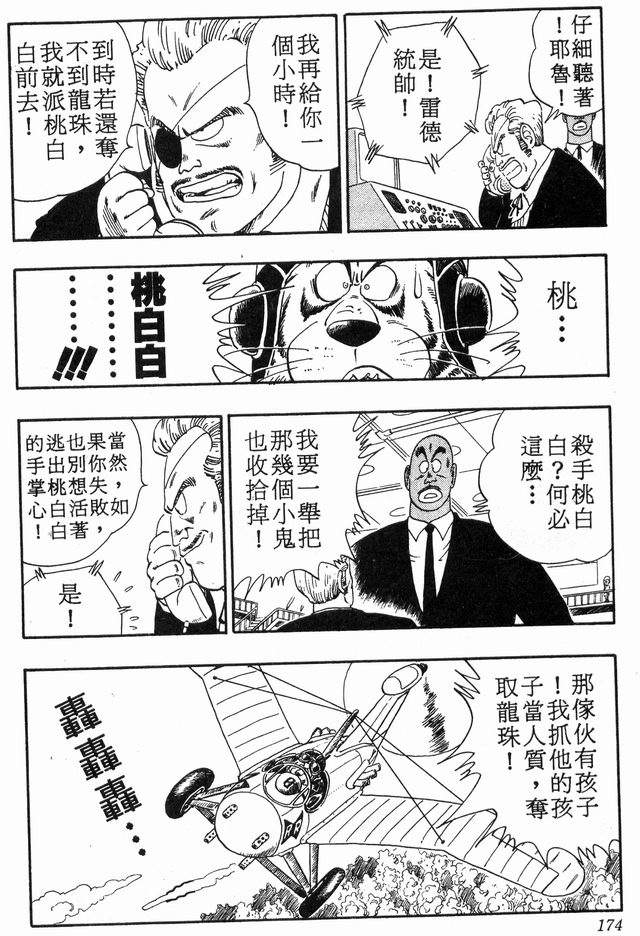 仔細聽著
！耶魯！
是！雷德
統帥！
我再給你一
個小時！
到時若還奪
不到龍珠，
我就派桃白
白前去！
桃…
桃白白
……
……!!!
殺手桃白
白？何必
這麼…
我要一舉把
那幾個小鬼
也收拾掉！
當然，如
果你失敗，
也別想活著
逃出桃白白
的手掌心！
是！
那傢伙有孩子
！我抓他的孩
子當人質，奪
取龍珠！
轟轟
轟轟
轟…
174